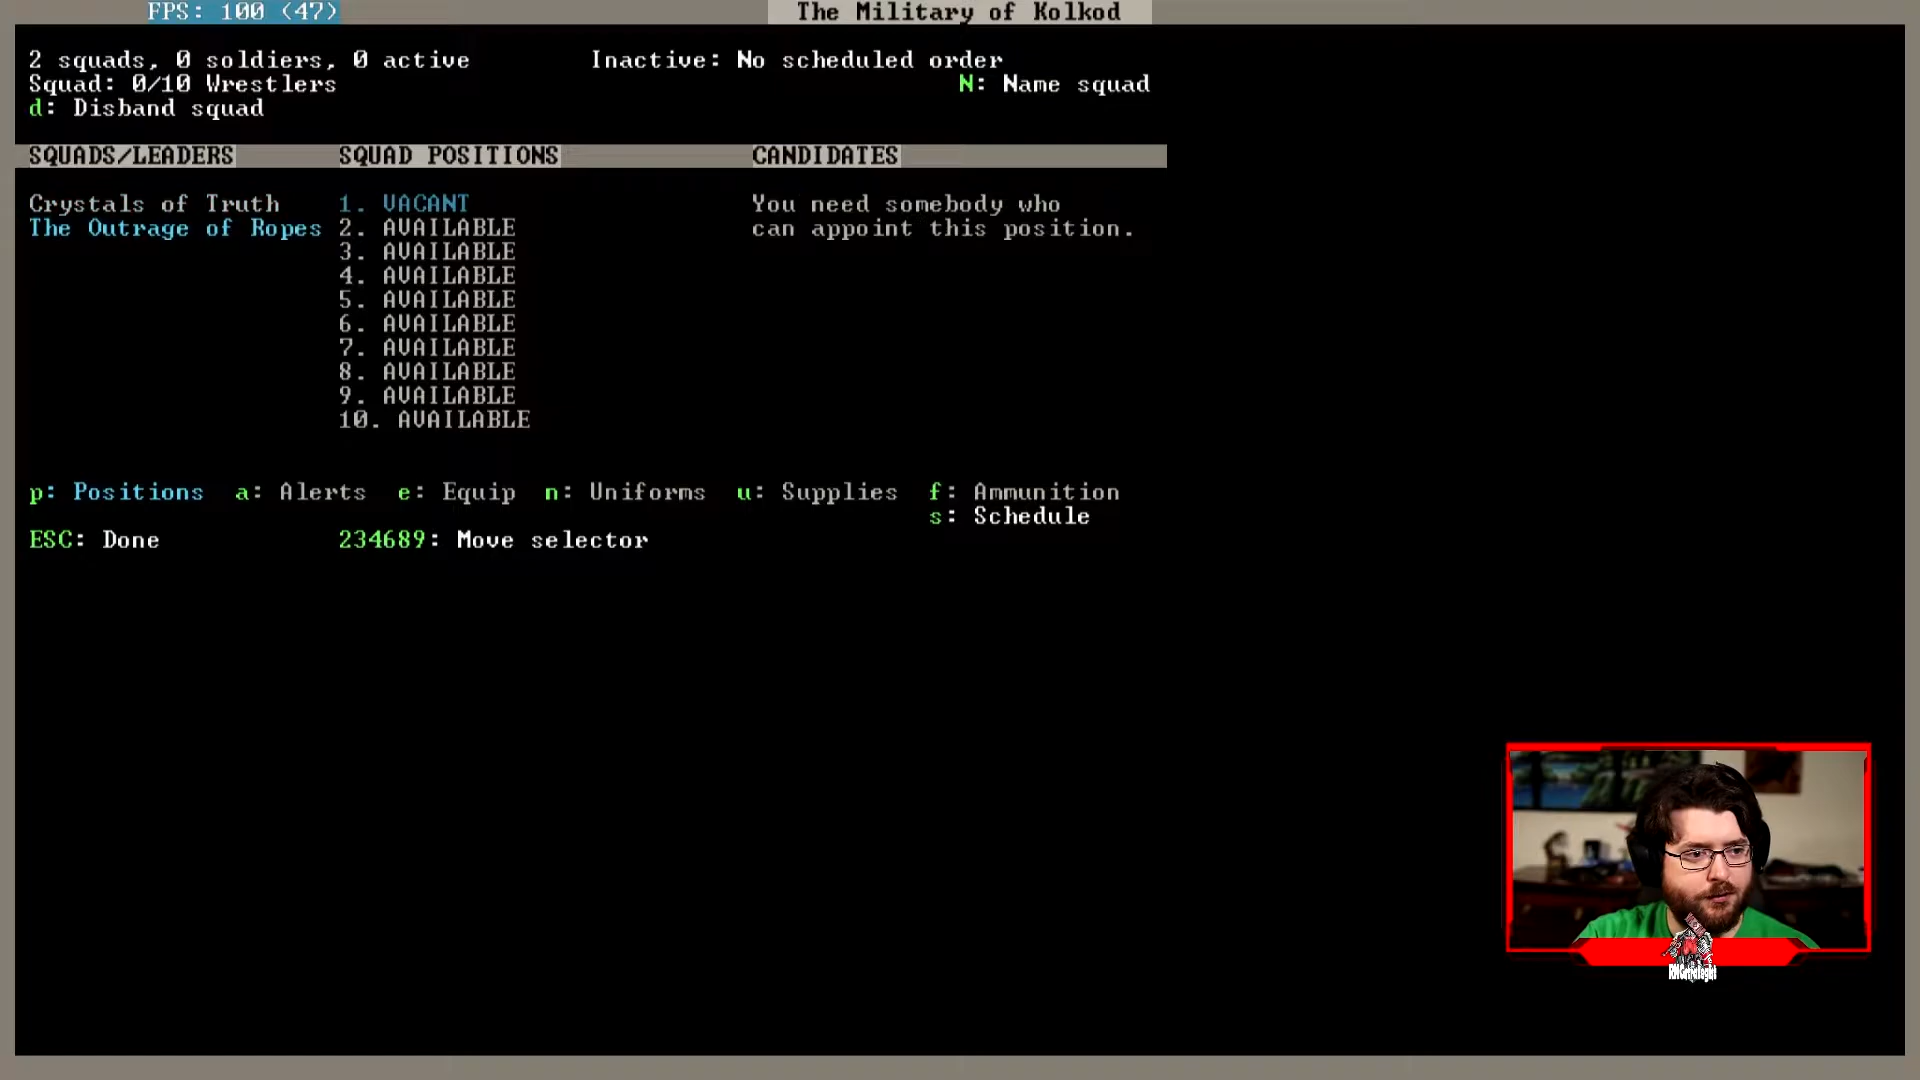 FPS: 100 (47)
The Military of Kolkod
2 squads, 0 soldiers, 0 active
Inactive: No scheduled order
Squad: 0/10 Wrestlers
N: Name squad
d: Disband squad
SQUADS/LEADERS
SQUAD POSITIONS
CANDIDATES
Crystals of Truth
The Outrage of Ropes
1. VACANT
2. AVAILABLE
3. AVAILABLE
4. AVAILABLE
5. AVAILABLE
6. AVAILABLE
7. AVAILABLE
8. AVAILABLE
9. AVAILABLE
10. AVAILABLE
You need somebody who
can appoint this position.
p: Positions a: Alerts e: Equip n: Uniforms u: Supplies f: Ammunition
s: Schedule
ESC: Done
234689: Move selector